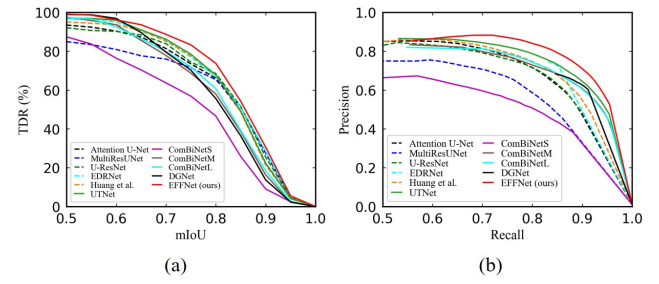 100
80
60
40
20
0
TDR (%)
Attention U-Net
MultiResUNet
U-ResNet
EDRNet
Huang et al.
UTNet
ComBiNetS
ComBiNetM
ComBiNetL
DGNet
EFFNet (ours)
0.5 0.6 0.7 0.8 0.9 1.0
mIoU
(a)
1.0
0.8
0.6
0.4
0.2
0.0
Precision
Attention U-Net
MultiResUNet
U-ResNet
EDRNet
Huang et al.
UTNet
ComBiNetS
ComBiNetM
ComBiNetL
DGNet
EFFNet (ours)
0.5 0.6 0.7 0.8 0.9 1.0
Recall
(b)